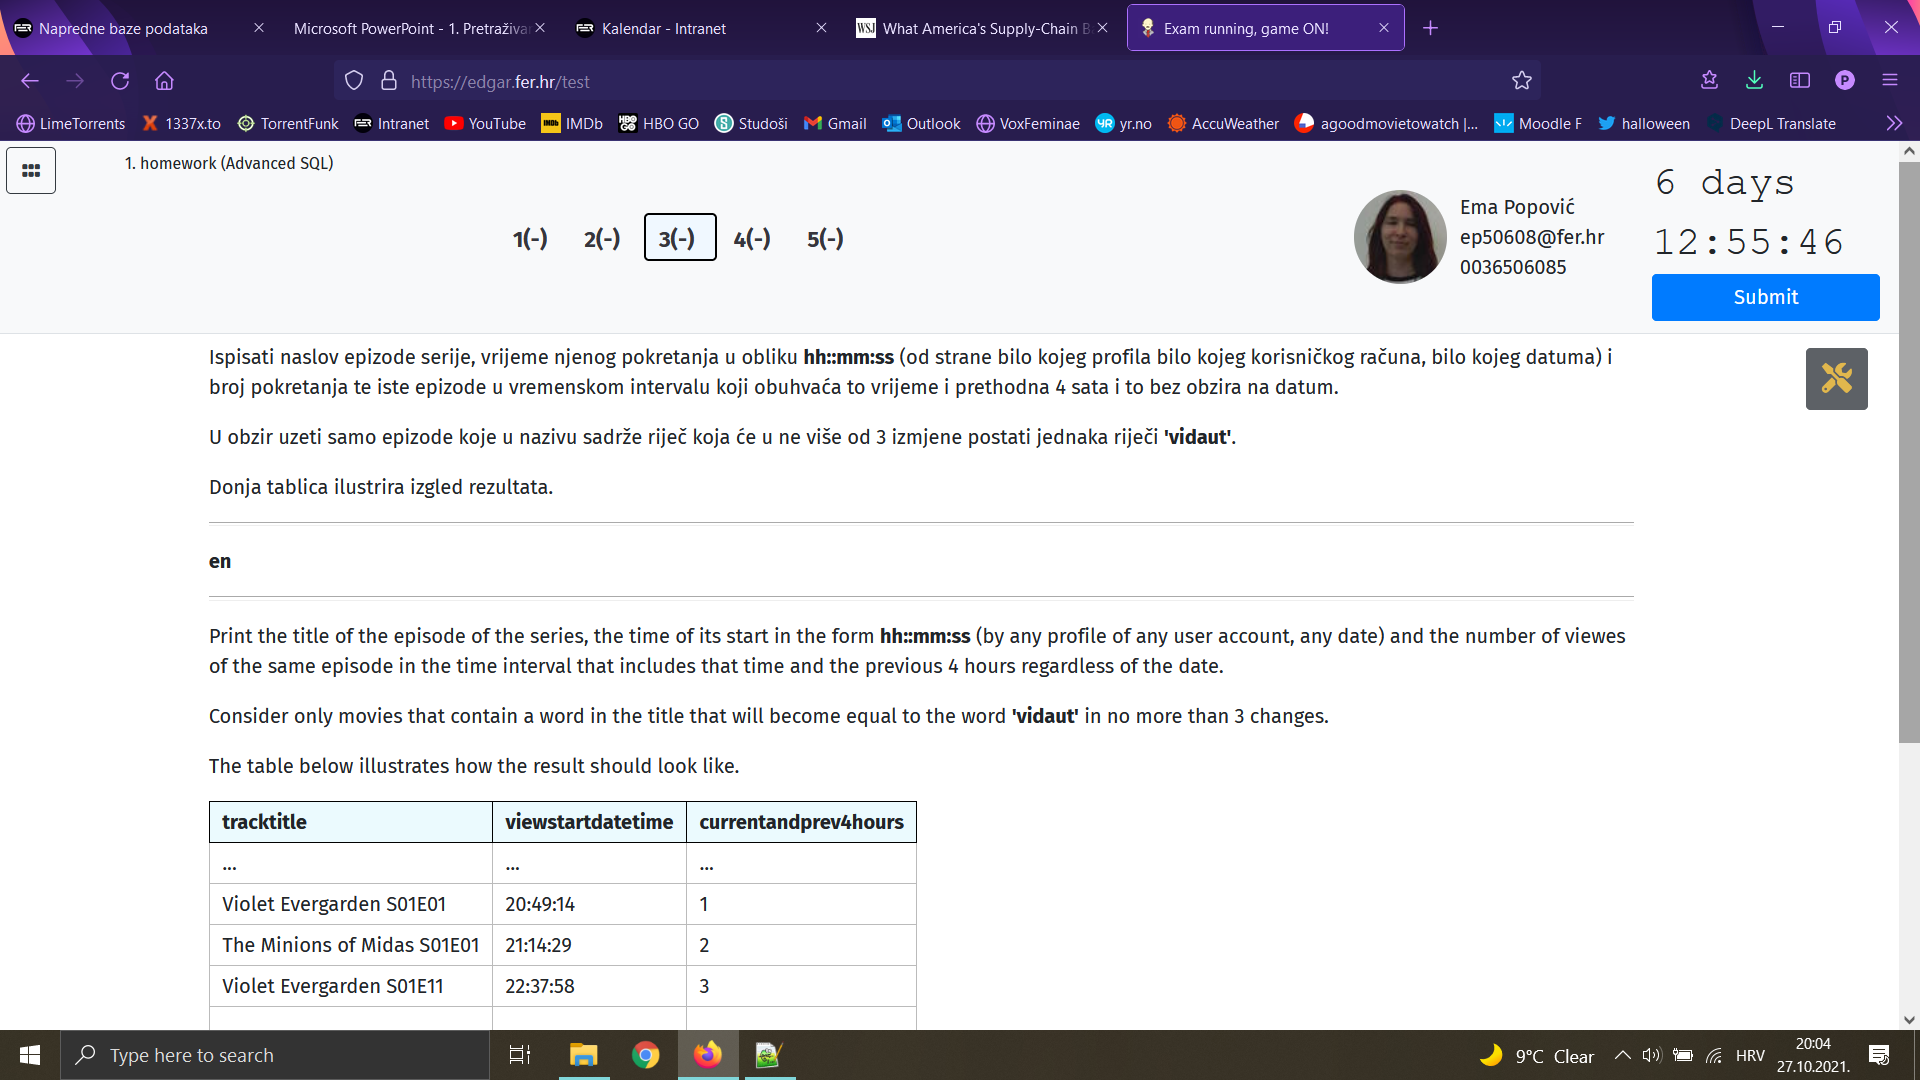 Napredne baze podataka
Microsoft PowerPoint - 1. Pretraživa
Kalendar - Intranet
WSJ What America's Supply-Chain B
Exam running, game ON!
https://edgar.fer.hr/test
P
LimeTorrents
1337x.to
TorrentFunk
Intranet
YouTube
IMDb
HBO GO
Studoši
Gmail
Outlook
VoxFeminae
yr.no
AccuWeather
agoodmovietowatch |...
Moodle F
halloween
DeepL Translate
1. homework (Advanced SQL)
1(-) 2(-) 3(-) 4(-) 5(-)
Ema Popović
ep50608@fer.hr
0036506085
6 days
12:55:46
Submit
Ispisati naslov epizode serije, vrijeme njenog pokretanja u obliku hh::mm:ss (od strane bilo kojeg profila bilo kojeg korisničkog računa, bilo kojeg datuma) i
broj pokretanja te iste epizode u vremenskom intervalu koji obuhvaća to vrijeme i prethodna 4 sata i to bez obzira na datum.
U obzir uzeti samo epizode koje u nazivu sadrže riječ koja će u ne više od 3 izmjene postati jednaka riječi 'vidaut'.
Donja tablica ilustrira izgled rezultata.
en
Print the title of the episode of the series, the time of its start in the form hh::mm:ss (by any profile of any user account, any date) and the number of viewes
of the same episode in the time interval that includes that time and the previous 4 hours regardless of the date.
Consider only movies that contain a word in the title that will become equal to the word 'vidaut' in no more than 3 changes.
The table below illustrates how the result should look like.
tracktitle viewstartdatetime currentandprev4hours
... ... ...
Violet Evergarden S01E01 20:49:14 1
The Minions of Midas S01E01 21:14:29 2
Violet Evergarden S01E11 22:37:58 3
Type here to search
9°C Clear
HRV
20:04
27.10.2021.